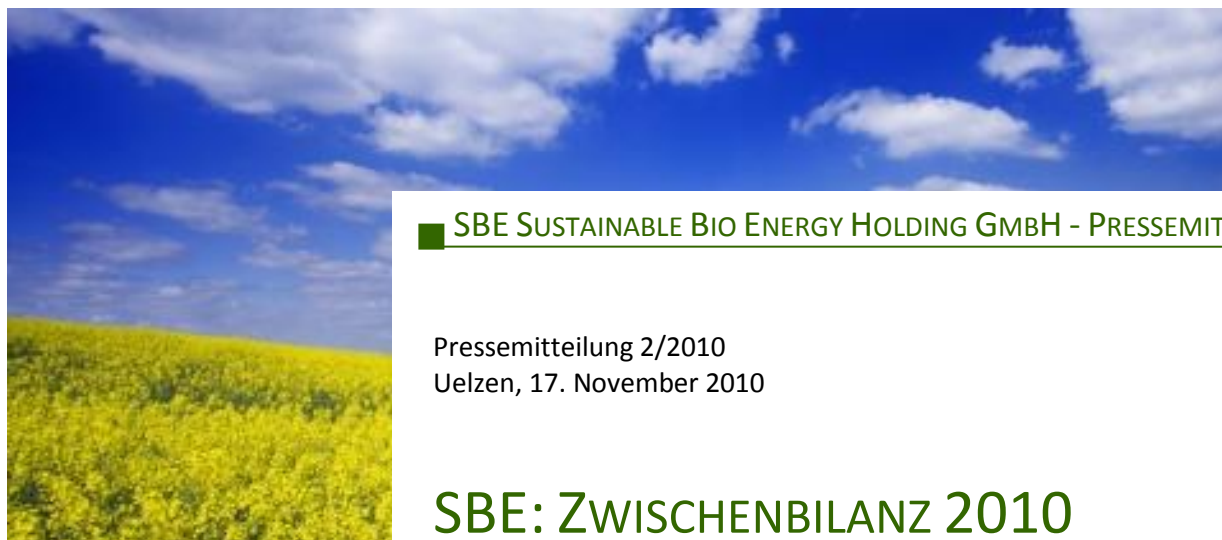 SBE SUSTAINABLE BIO ENERGY HOLDING GMBH - PRESSEMIT
Pressemitteilung 2/2010
Uelzen, 17. November 2010
SBE: ZWISCHENBILANZ 2010